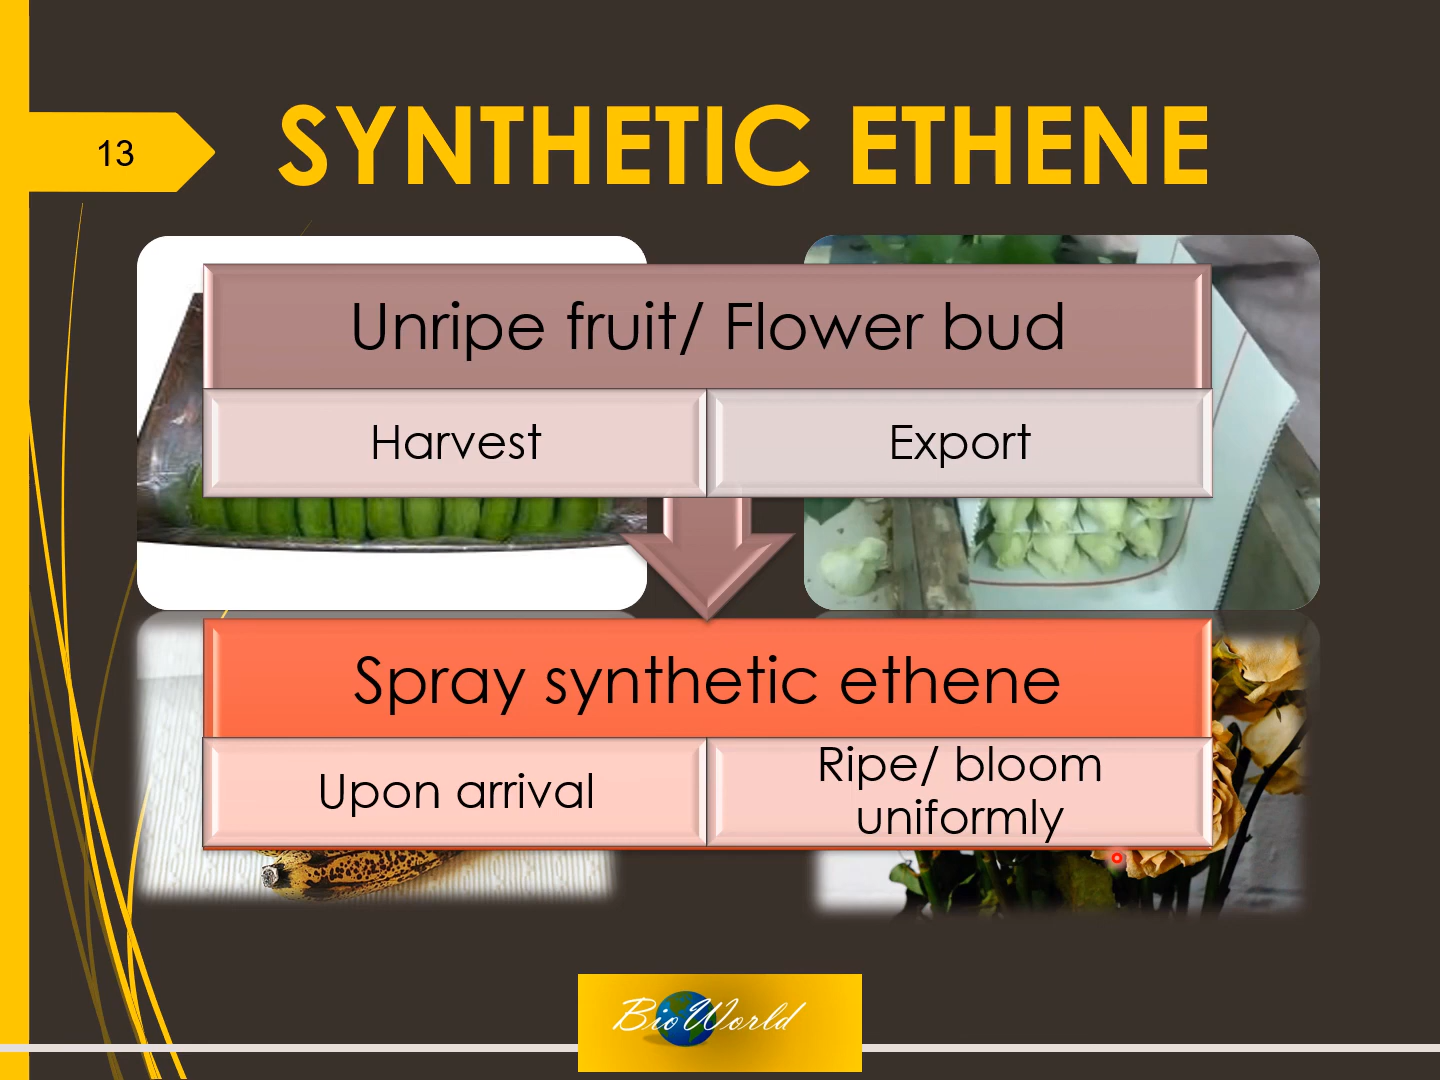 13
SYNTHETIC ETHENE
Unripe fruit/ Flower bud
Harvest
Export
Spray synthetic ethene
Upon arrival
Ripe/ bloom
uniformly
BioWorld